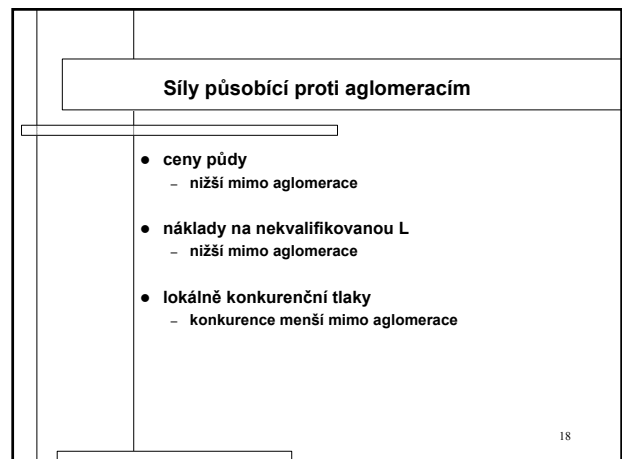 Síly působící proti aglomeracím
● ceny půdy
– nižší mimo aglomerace
● náklady na nekvalifikovanou L
– nižší mimo aglomerace
● lokálně konkurenční tlaky
– konkurence menší mimo aglomerace
18